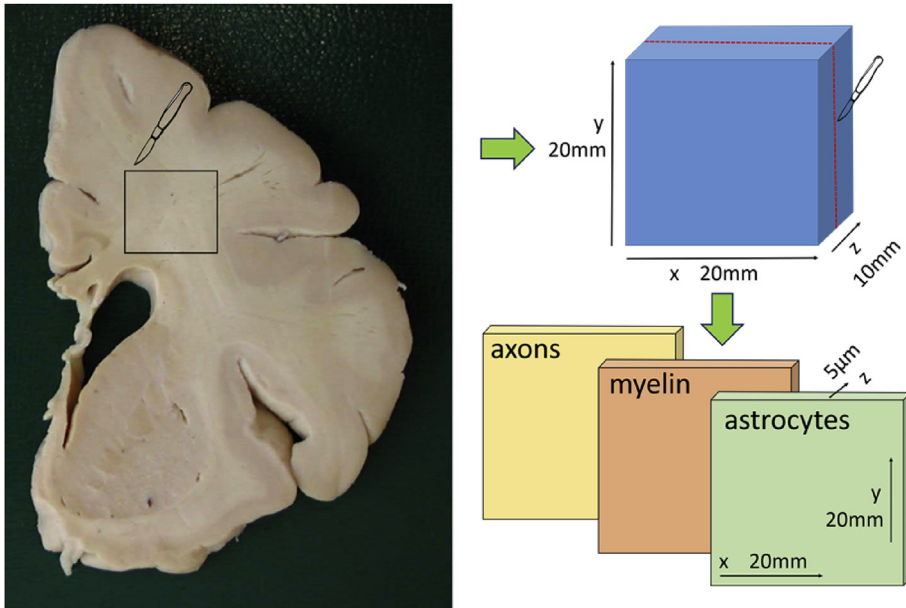 y
20mm
x 20mm
z
10mm
axons
myelin
astrocytes
5µm
z
y
20mm
x 20mm